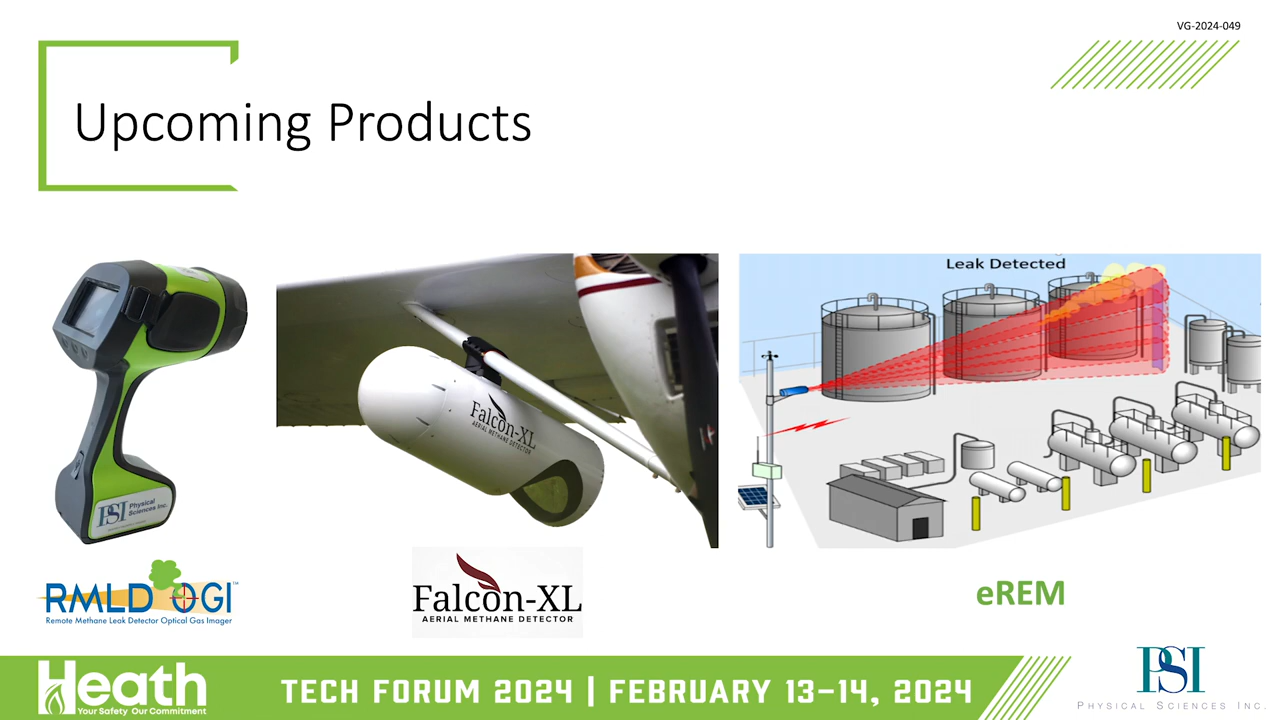 VG-2024-049
Upcoming Products
Leak Detected
Falcon-XL
AERIAL METHANE DETECTOR
PSI Physical
Sciences Inc.
RMLD OGI™
Remote Methane Leak Detector Optical Gas Imager
Falcon-XL
AERIAL METHANE DETECTOR
eREM
Heath
Your Safety Our Commitment
TECH FORUM 2024 | FEBRUARY 13–14, 2024
PSI
PHYSICAL SCIENCES INC.